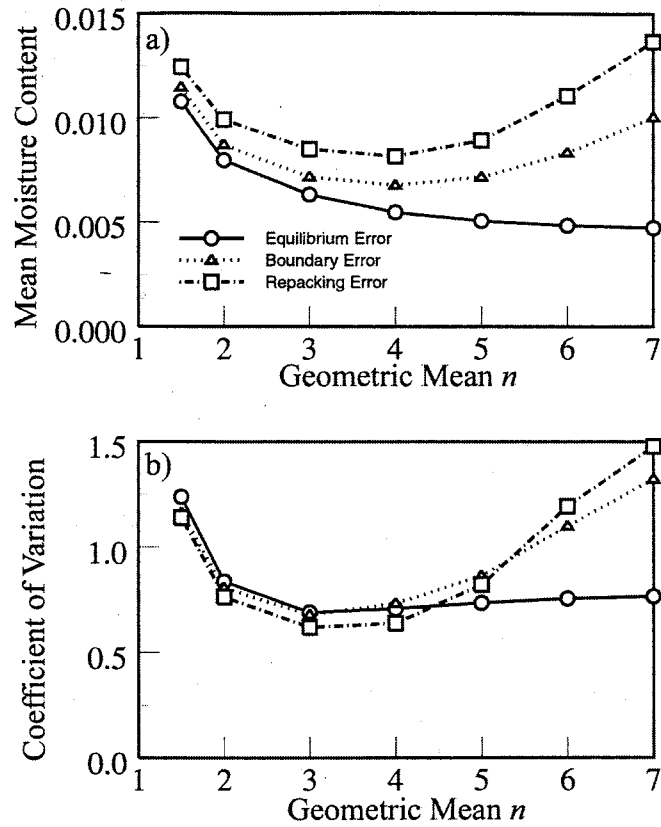 a)
Mean Moisture Content
0.015
0.010
0.005
0.000
Equilibrium Error
Boundary Error
Repacking Error
1 2 3 4 5 6 7
Geometric Mean n
b)
Coefficient of Variation
1.5
1.0
0.5
0.0
1 2 3 4 5 6 7
Geometric Mean n